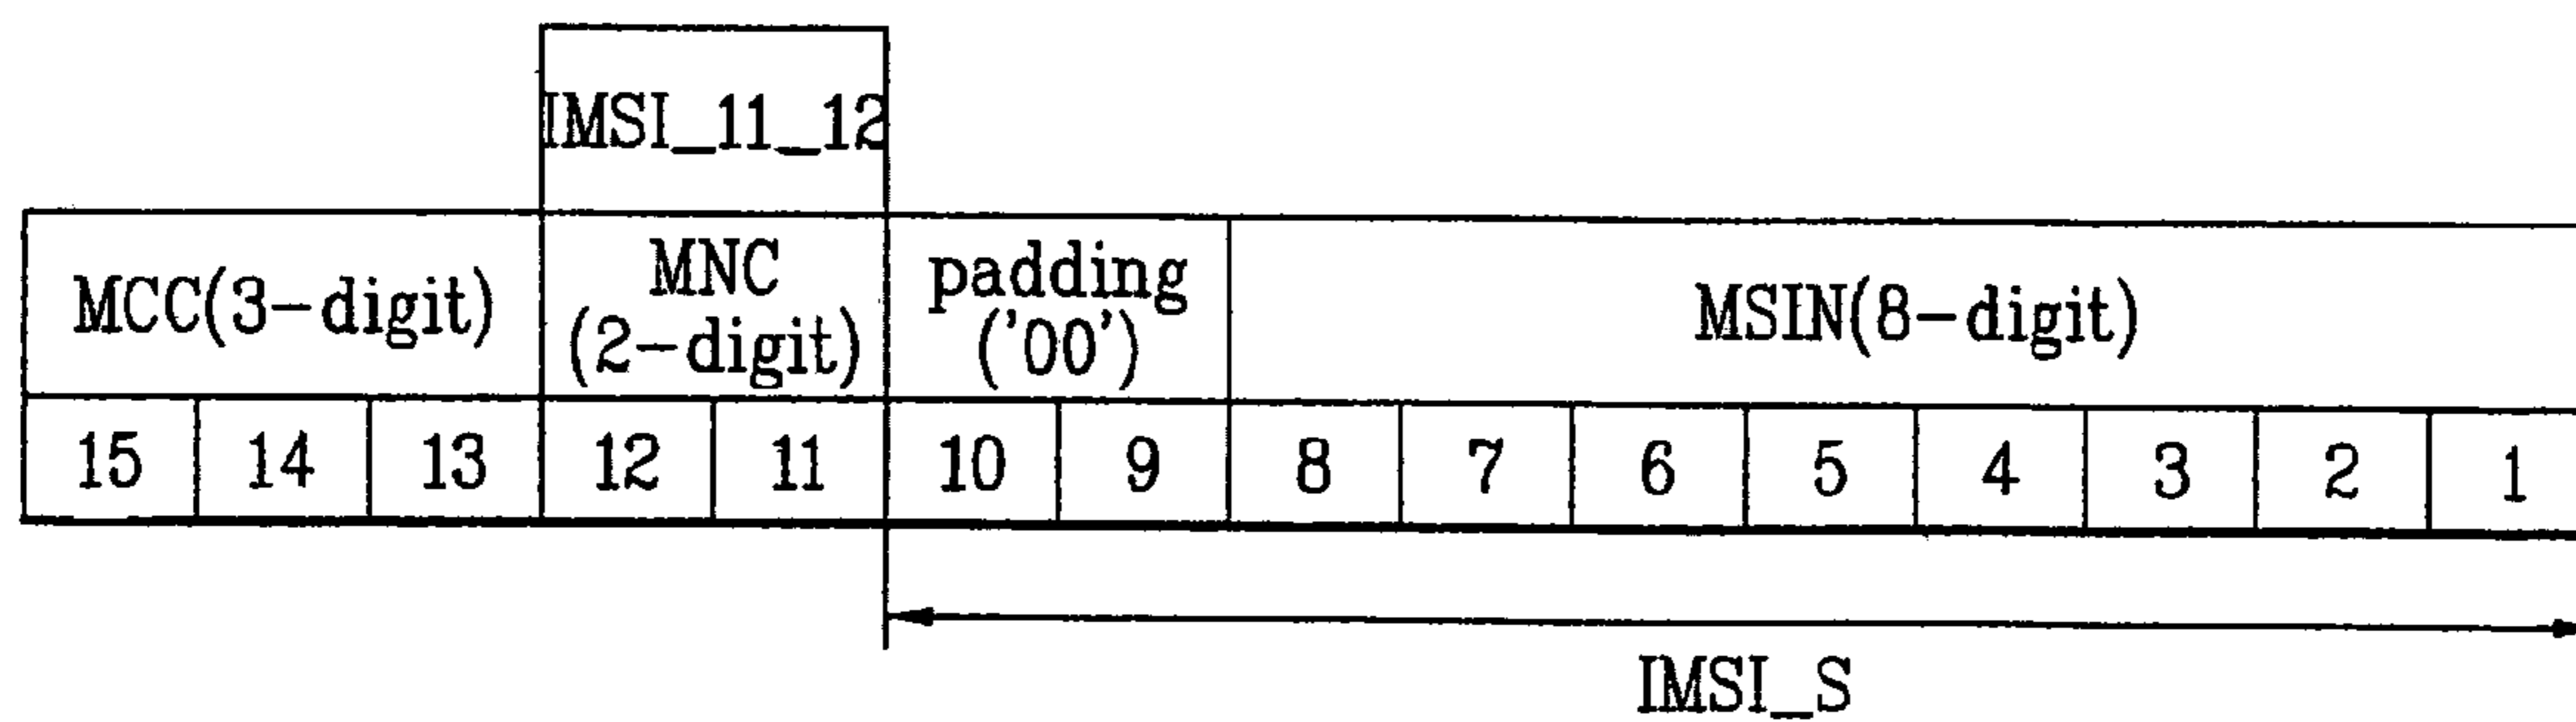 IMSI_11_12
MCC(3-digit)
MNC
(2-digit)
padding
('00')
MSIN(8-digit)
15 14 13 12 11 10 9 8 7 6 5 4 3 2 1
IMSI_S